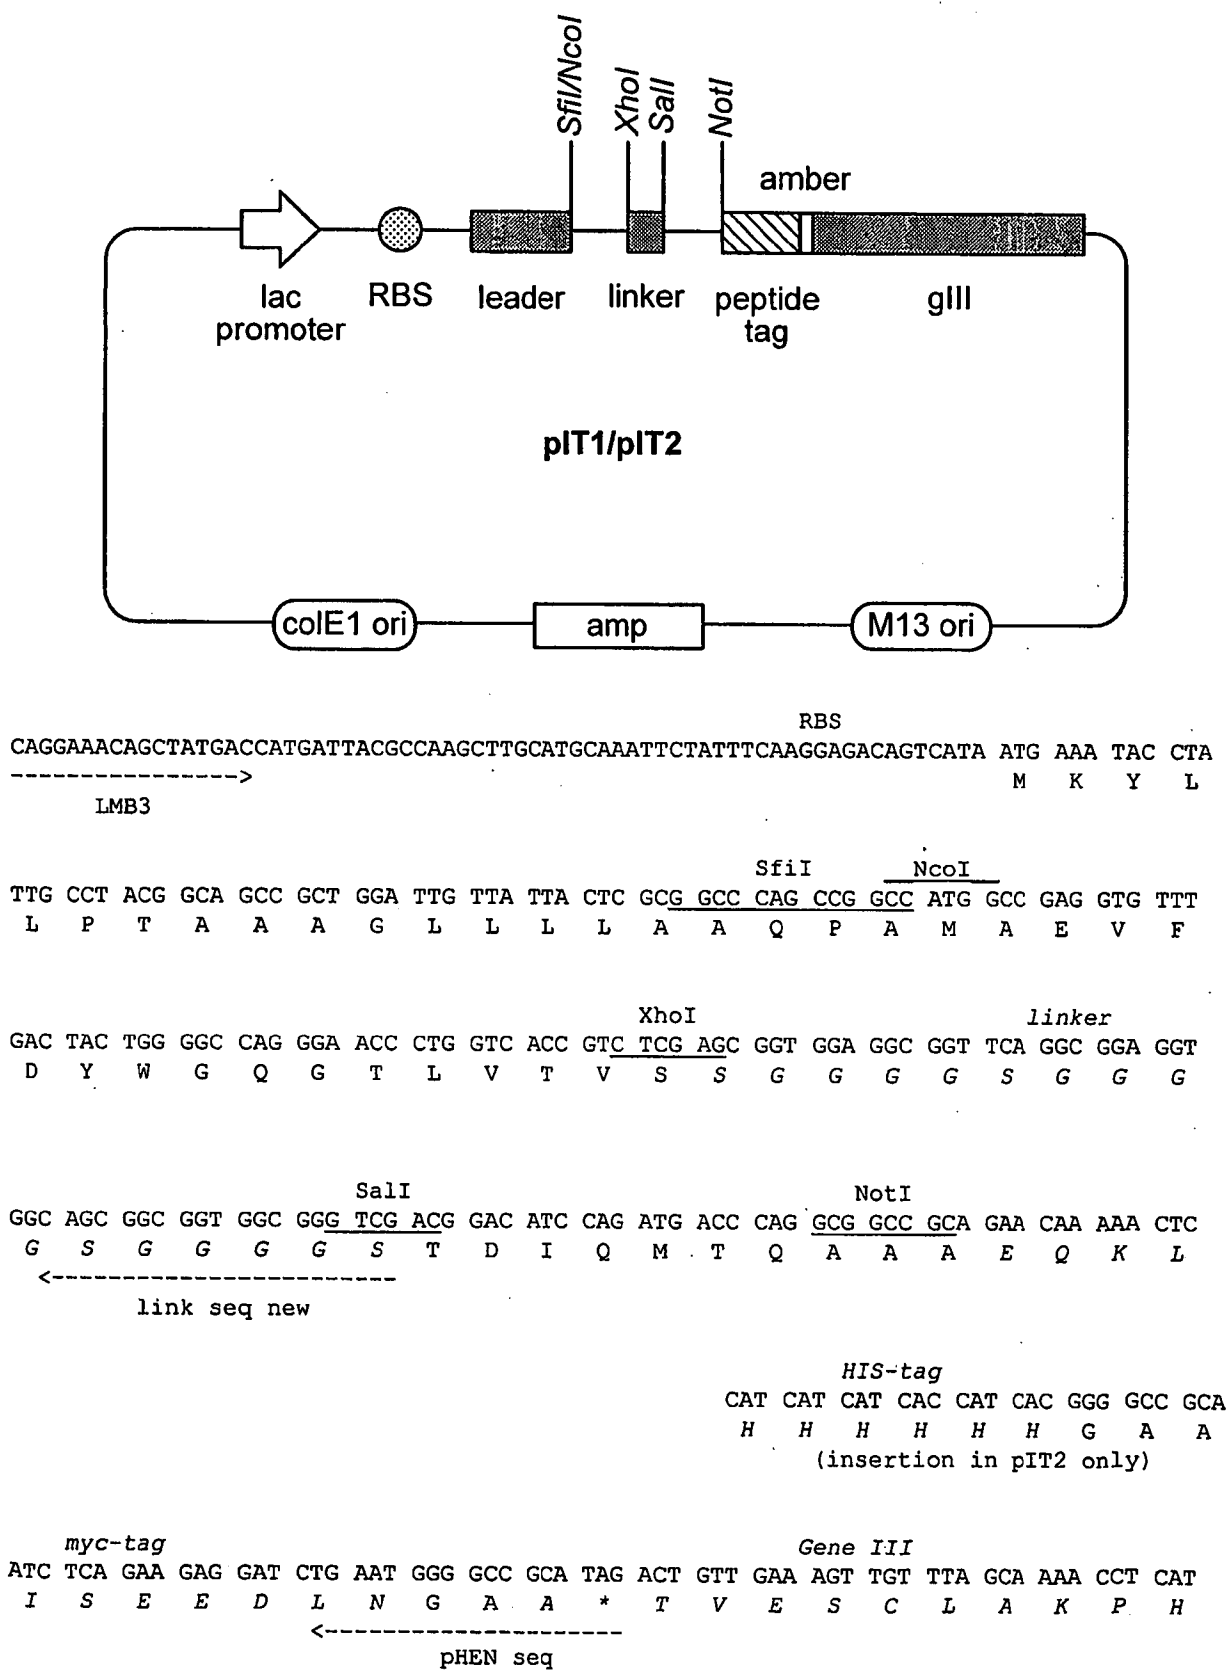 SfiI/NcoI
XhoI
SalI
NotI
amber
lac promoter
RBS
leader
linker
peptide tag
gIII
pIT1/pIT2
colE1 ori
amp
M13 ori
RBS
CAGGAAACAGCTATGACCATGATTACGCCAAGCTTGCATGCAAATTCTATTTCAAGGAGACAGTCATA ATG AAA TAC CTA
M K Y L
LMB3
SfiI NcoI
TTG CCT ACG GCA GCC GCT GGA TTG TTA TTA CTC GCG GCC CAG CCG GCC ATG GCC GAG GTG TTT
L P T A A A G L L L L A A Q P A M A E V F
XhoI linker
GAC TAC TGG GGC CAG GGA ACC CTG GTC ACC GTC TCG AGC GGT GGA GGC GGT TCA GGC GGA GGT
D Y W G Q G T L V T V S S G G G G S G G G
SalI NotI
GGC AGC GGC GGT GGC GGG TCG ACG GAC ATC CAG ATG ACC CAG GCG GCC GCA GAA CAA AAA CTC
G S G G G G S T D I Q M T Q A A A E Q K L
link seq new
HIS-tag
CAT CAT CAT CAC CAT CAC GGG GCC GCA
H H H H H H G A A
(insertion in pIT2 only)
myc-tag Gene III
ATC TCA GAA GAG GAT CTG AAT GGG GCC GCA TAG ACT GTT GAA AGT TGT TTA GCA AAA CCT CAT
I S E E D L N G A A * T V E S C L A K P H
pHEN seq